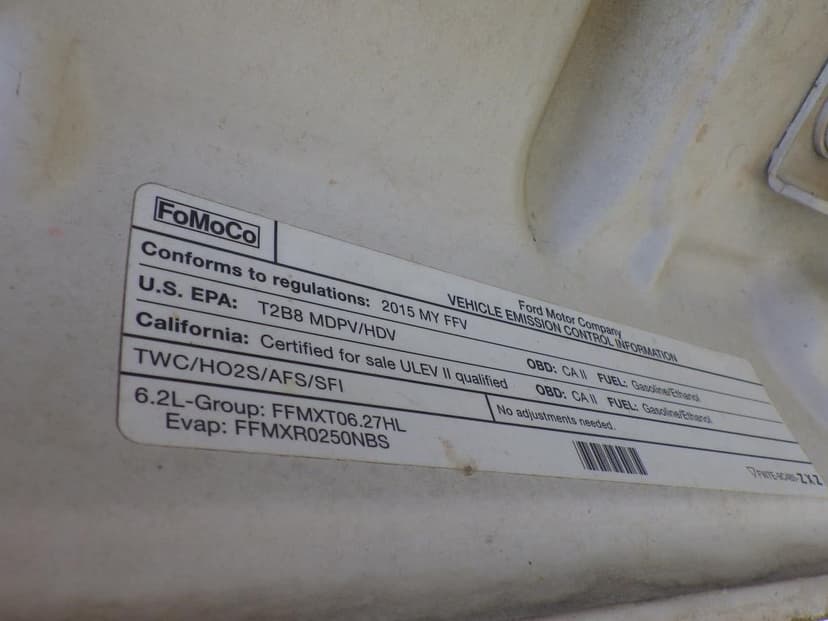 FoMoCo
Ford Motor Company
VEHICLE EMISSION CONTROL INFORMATION
Conforms to regulations: 2015 MY FFV
U.S. EPA: T2B8 MDPV/HDV OBD: CA II FUEL: Gasoline/Ethanol
California: Certified for sale ULEV II qualified OBD: CA II FUEL: Gasoline/Ethanol
TWC/HO2S/AFS/SFI No adjustments needed.
6.2L-Group: FFMXT06.27HL
Evap: FFMXR0250NBS
ZXZ